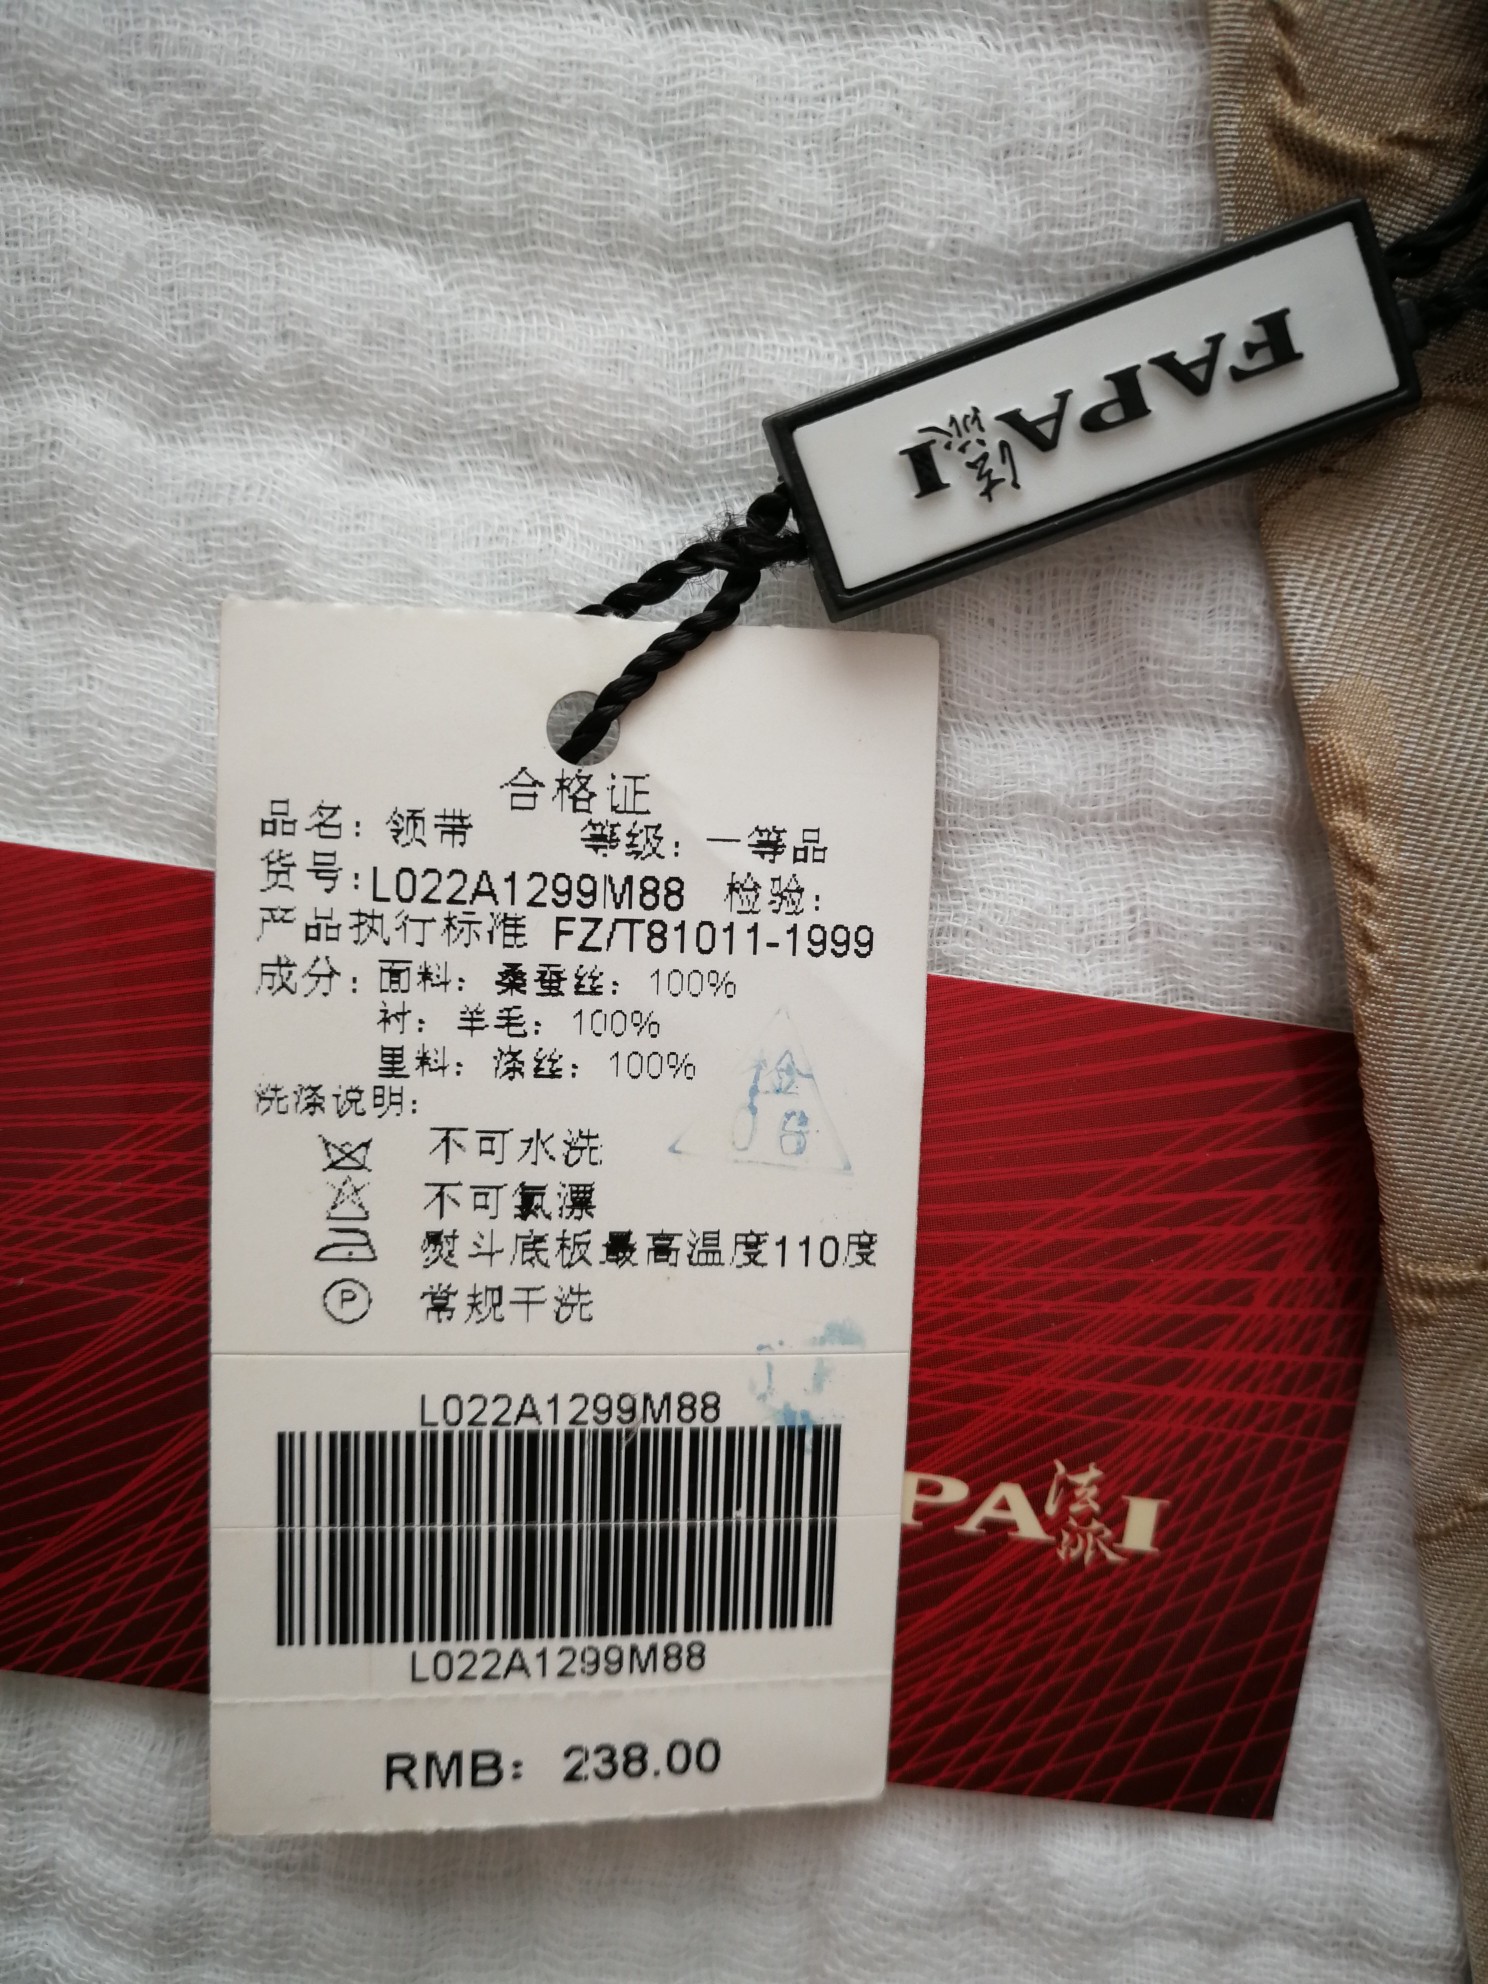 FAPAI
法派
合格证
品名：领带 等级：一等品
货号：L022A1299M88 检验：
产品执行标准 FZ/T81011-1999
成分：面料：桑蚕丝：100%
衬：羊毛：100%
里料：涤丝：100%
洗涤说明：
不可水洗
不可氯漂
熨斗底板最高温度110度
P 常规干洗
L022A1299M88
L022A1299M88
RMB：238.00
PAI
法派